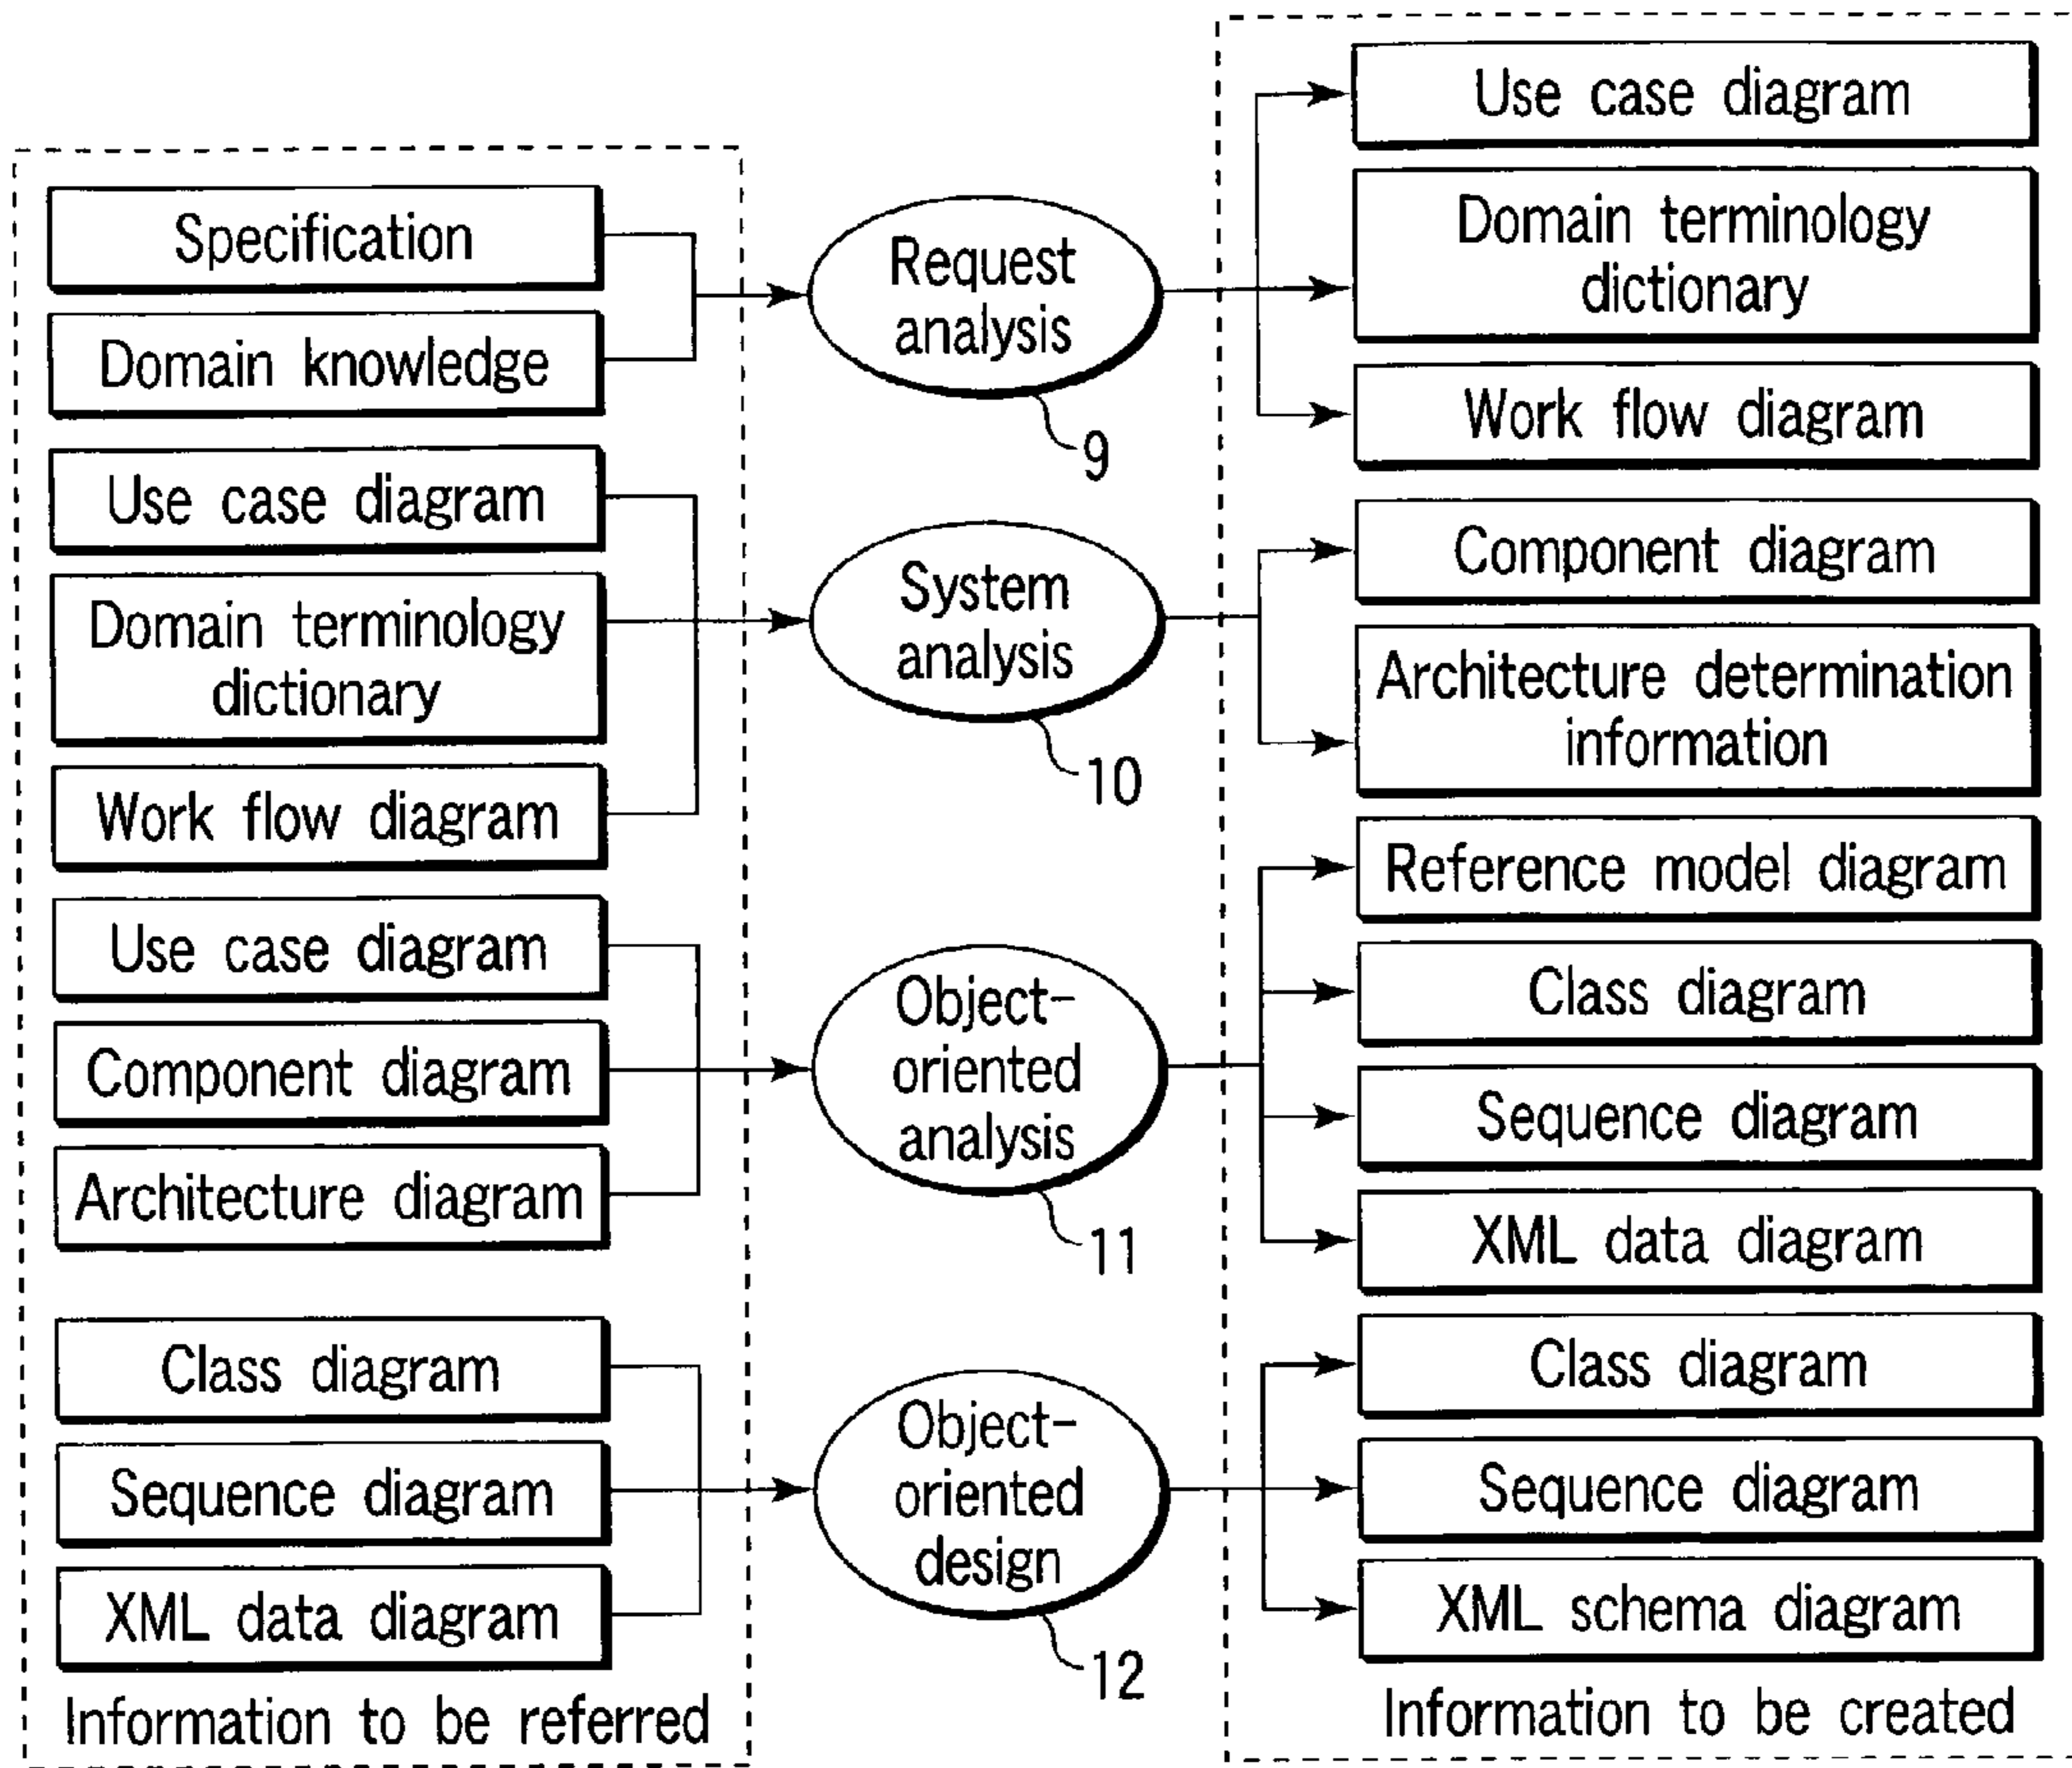 Specification
Domain knowledge
Use case diagram
Domain terminology
dictionary
Work flow diagram
Use case diagram
Component diagram
Architecture diagram
Class diagram
Sequence diagram
XML data diagram
Information to be referred
Request
analysis
9
System
analysis
10
Object-
oriented
analysis
11
Object-
oriented
design
12
Use case diagram
Domain terminology
dictionary
Work flow diagram
Component diagram
Architecture determination
information
Reference model diagram
Class diagram
Sequence diagram
XML data diagram
Class diagram
Sequence diagram
XML schema diagram
Information to be created